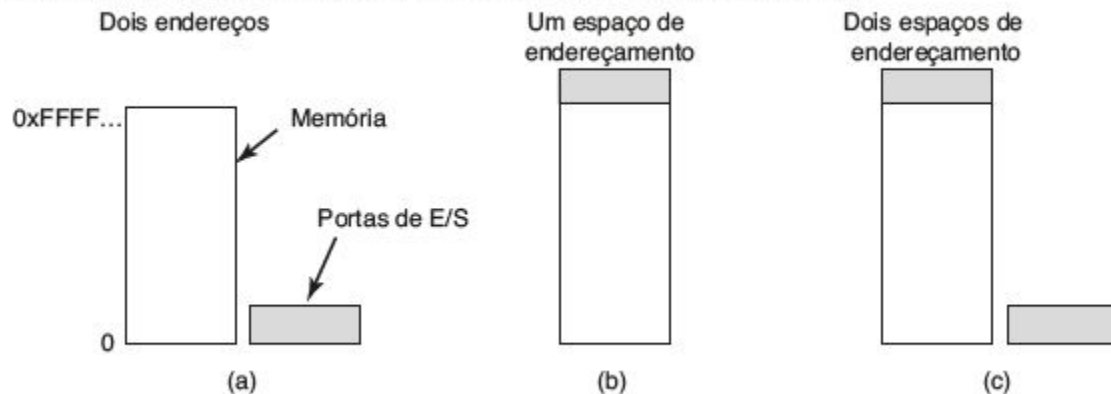 Dois endereços
Um espaço de
endereçamento
Dois espaços de
endereçamento
0xFFFF...
Memória
Portas de E/S
0
(a)
(b)
(c)